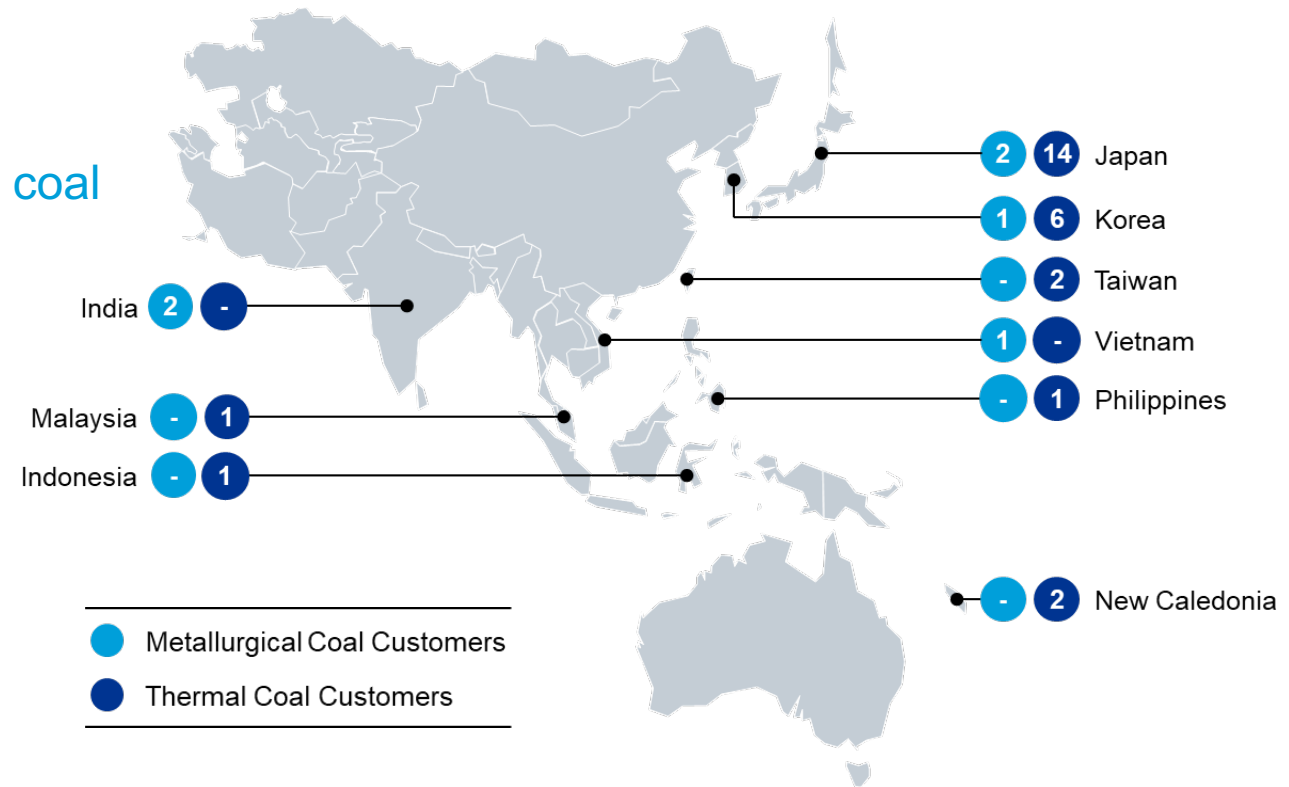 coal
2 14 Japan
1 6 Korea
- 2 Taiwan
India 2 -
1 - Vietnam
- 1 Philippines
Malaysia - 1
Indonesia - 1
- 2 New Caledonia
Metallurgical Coal Customers
Thermal Coal Customers